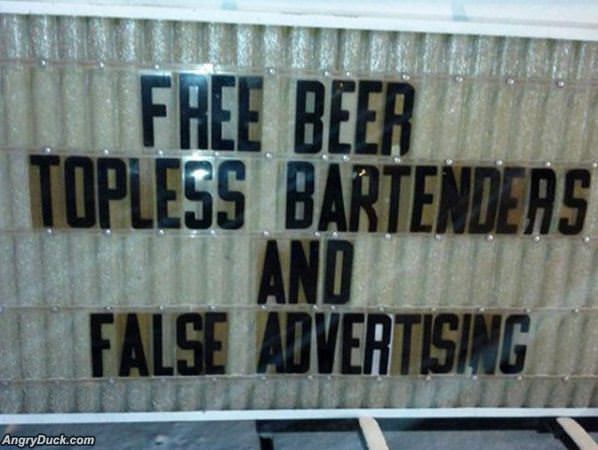 FREE BEER
TOPLESS BARTENDERS
AND
FALSE ADVERTISING
AngryDuck.com